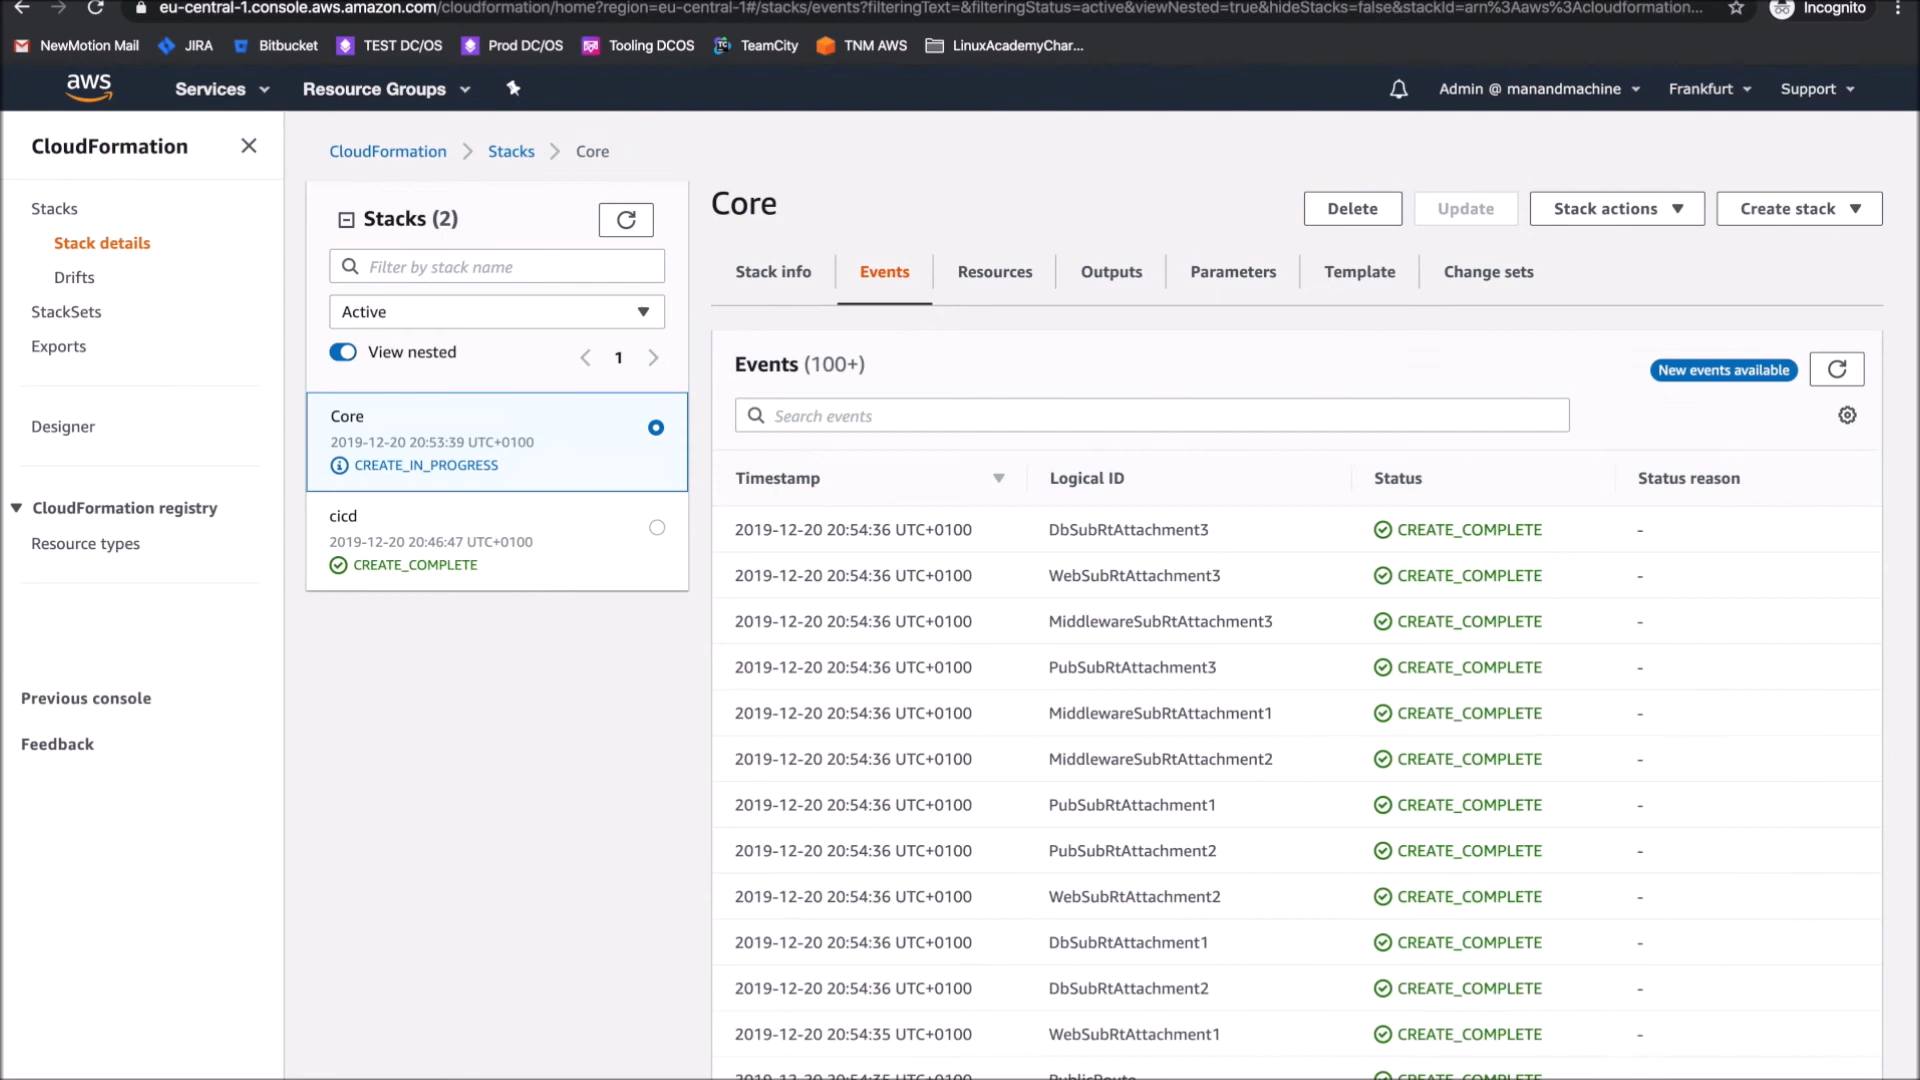 eu-central-1.console.aws.amazon.com/cloudformation/home?region=eu-central-1#/stacks/events?filteringText=&filteringStatus=active&viewNested=true&hideStacks=false&stackId=arn%3Aaws%3Acloudformation...
Incognito
NewMotion Mail
JIRA
Bitbucket
TEST DC/OS
Prod DC/OS
Tooling DCOS
TeamCity
TNM AWS
LinuxAcademyChar...
aws
Services
Resource Groups
Admin @ manandmachine
Frankfurt
Support
CloudFormation
Stacks
Stack details
Drifts
StackSets
Exports
Designer
CloudFormation registry
Resource types
Previous console
Feedback
CloudFormation
Stacks
Core
Stacks (2)
Filter by stack name
Active
View nested
1
Core
2019-12-20 20:53:39 UTC+0100
CREATE_IN_PROGRESS
cicd
2019-12-20 20:46:47 UTC+0100
CREATE_COMPLETE
Core
Delete
Update
Stack actions
Create stack
Stack info
Events
Resources
Outputs
Parameters
Template
Change sets
Events (100+)
New events available
Search events
Timestamp Logical ID Status Status reason
2019-12-20 20:54:36 UTC+0100 DbSubRtAttachment3 CREATE_COMPLETE -
2019-12-20 20:54:36 UTC+0100 WebSubRtAttachment3 CREATE_COMPLETE -
2019-12-20 20:54:36 UTC+0100 MiddlewareSubRtAttachment3 CREATE_COMPLETE -
2019-12-20 20:54:36 UTC+0100 PubSubRtAttachment3 CREATE_COMPLETE -
2019-12-20 20:54:36 UTC+0100 MiddlewareSubRtAttachment1 CREATE_COMPLETE -
2019-12-20 20:54:36 UTC+0100 MiddlewareSubRtAttachment2 CREATE_COMPLETE -
2019-12-20 20:54:36 UTC+0100 PubSubRtAttachment1 CREATE_COMPLETE -
2019-12-20 20:54:36 UTC+0100 PubSubRtAttachment2 CREATE_COMPLETE -
2019-12-20 20:54:36 UTC+0100 WebSubRtAttachment2 CREATE_COMPLETE -
2019-12-20 20:54:36 UTC+0100 DbSubRtAttachment1 CREATE_COMPLETE -
2019-12-20 20:54:36 UTC+0100 DbSubRtAttachment2 CREATE_COMPLETE -
2019-12-20 20:54:35 UTC+0100 WebSubRtAttachment1 CREATE_COMPLETE -
2019-12-20 20:54:35 UTC+0100 PublicRoute CREATE_COMPLETE -